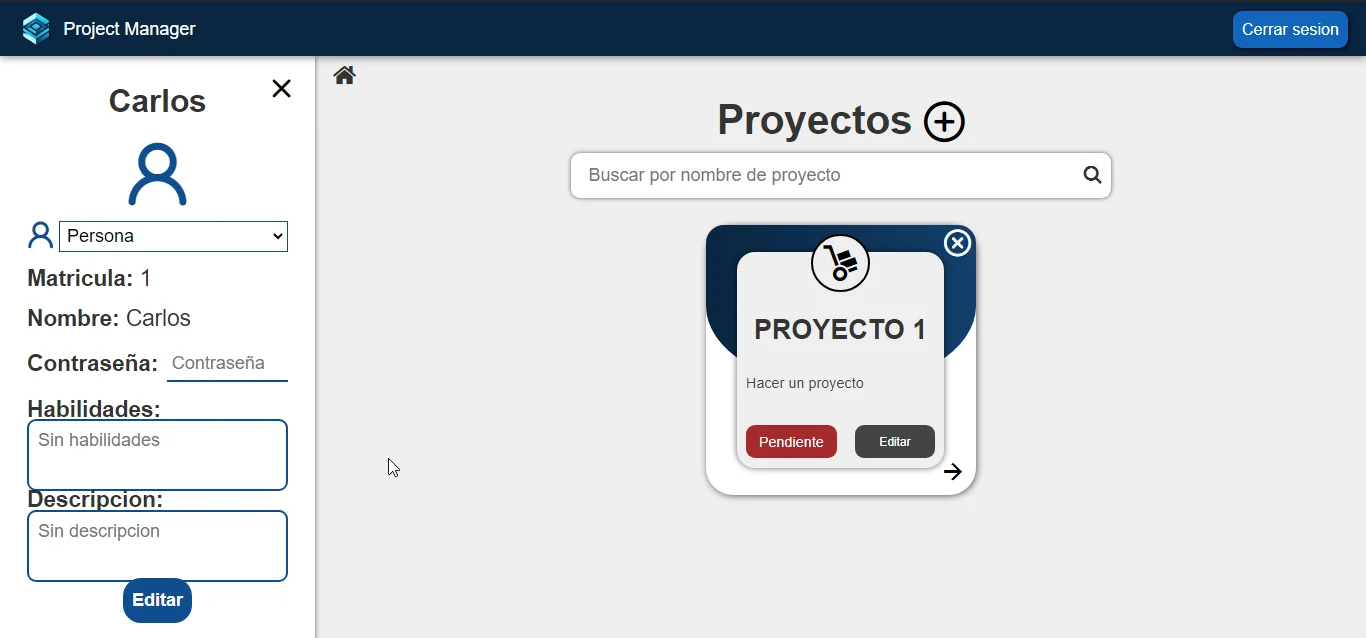 Project Manager
Cerrar sesion
Carlos
Persona
Matricula: 1
Nombre: Carlos
Contraseña: Contraseña
Habilidades:
Sin habilidades
Descripcion:
Sin descripcion
Editar
Proyectos
Buscar por nombre de proyecto
PROYECTO 1
Hacer un proyecto
Pendiente
Editar